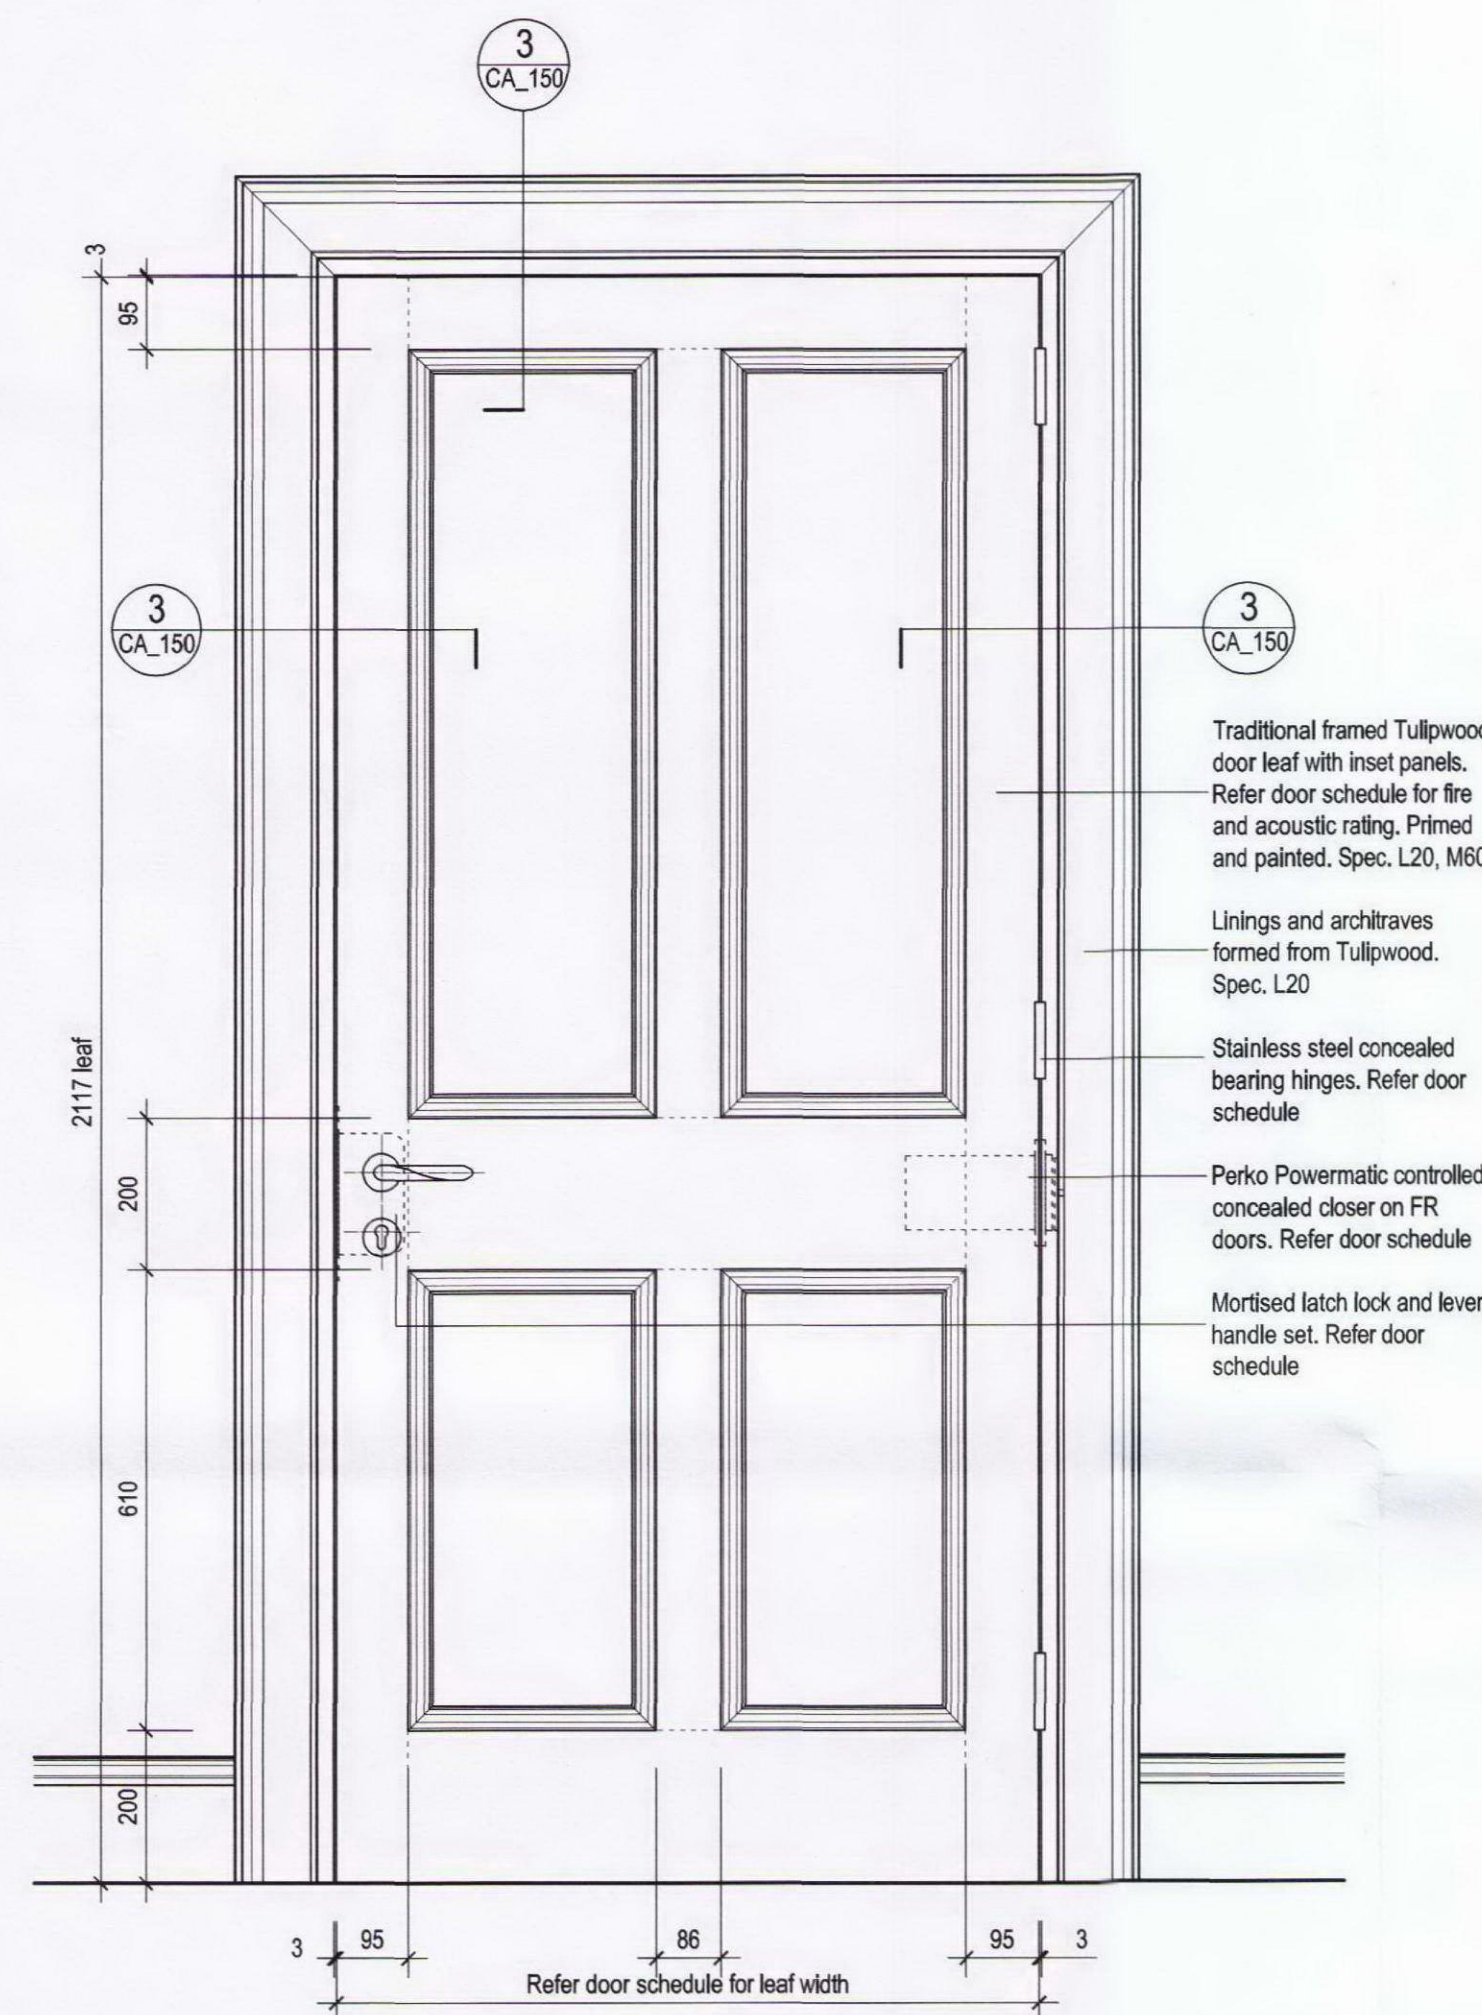 3
CA_150
3
95
3
CA_150
3
CA_150
Traditional framed Tulipwood
door leaf with inset panels.
Refer door schedule for fire
and acoustic rating. Primed
and painted. Spec. L20, M60
Linings and architraves
formed from Tulipwood.
Spec. L20
Stainless steel concealed
bearing hinges. Refer door
schedule
Perko Powermatic controlled
concealed closer on FR
doors. Refer door schedule
Mortised latch lock and lever
handle set. Refer door
schedule
2117 leaf
200
610
200
3 95 86 95 3
Refer door schedule for leaf width